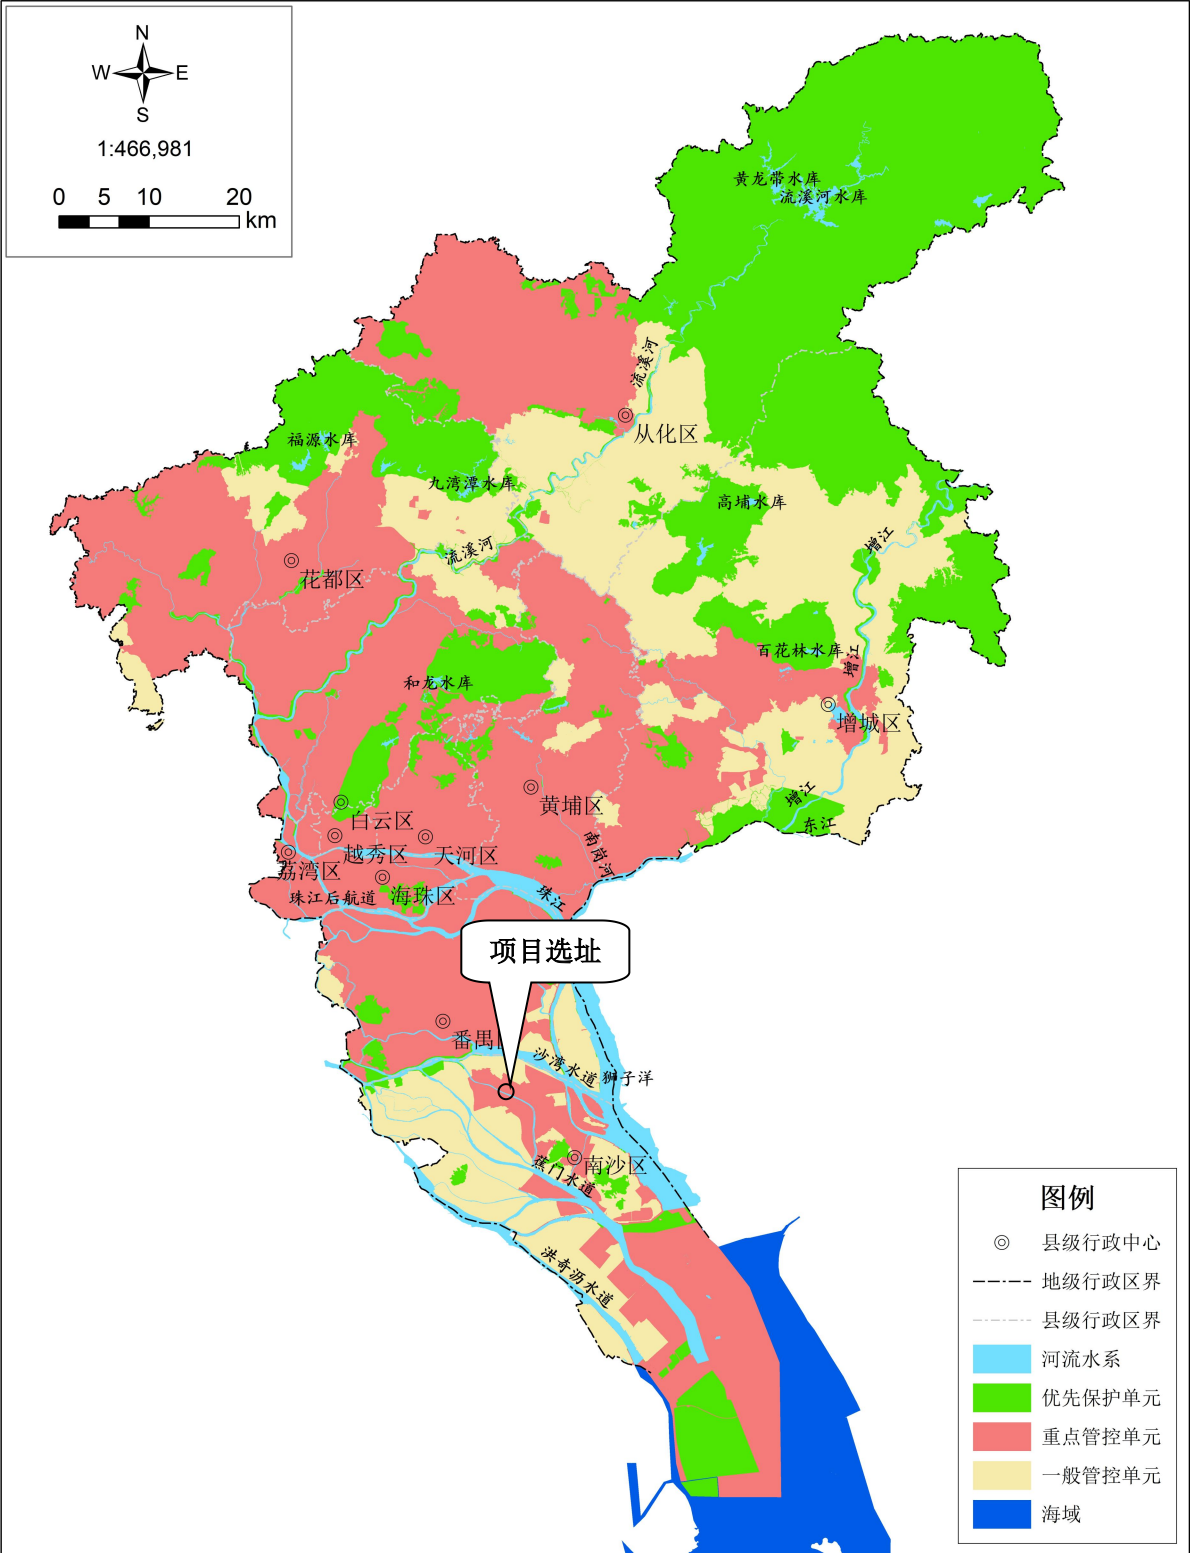 N
W E
S
1:466,981
0 5 10 20
km
黄龙带水库
流溪河水库
流溪河
从化区
福源水库
九湾潭水库
高埔水库
增江
流溪河
花都区
百花林水库
增江
和龙水库
增城区
增江
黄埔区
白云区
东江
南岗河
越秀区
天河区
荔湾区
海珠区
珠江后航道
珠江
项目选址
番禺
沙湾水道
狮子洋
南沙区
蕉门水道
洪奇沥水道
图例
县级行政中心
地级行政区界
县级行政区界
河流水系
优先保护单元
重点管控单元
一般管控单元
海域